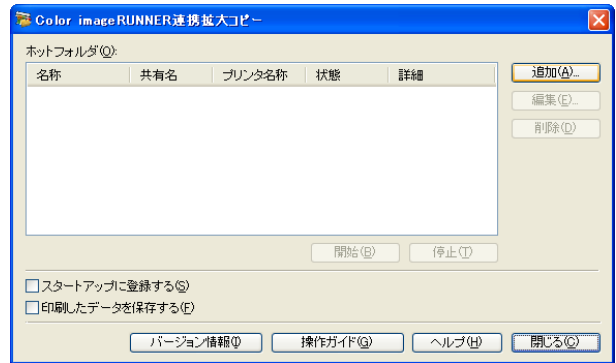 Color imageRUNNER連携拡大コピー
ホットフォルダ(O):
名称 共有名 プリンタ名称 状態 詳細
追加(A)...
編集(E)...
削除(D)
開始(B) 停止(T)
スタートアップに登録する(S)
印刷したデータを保存する(F)
バージョン情報(I) 操作ガイド(G) ヘルプ(H) 閉じる(C)